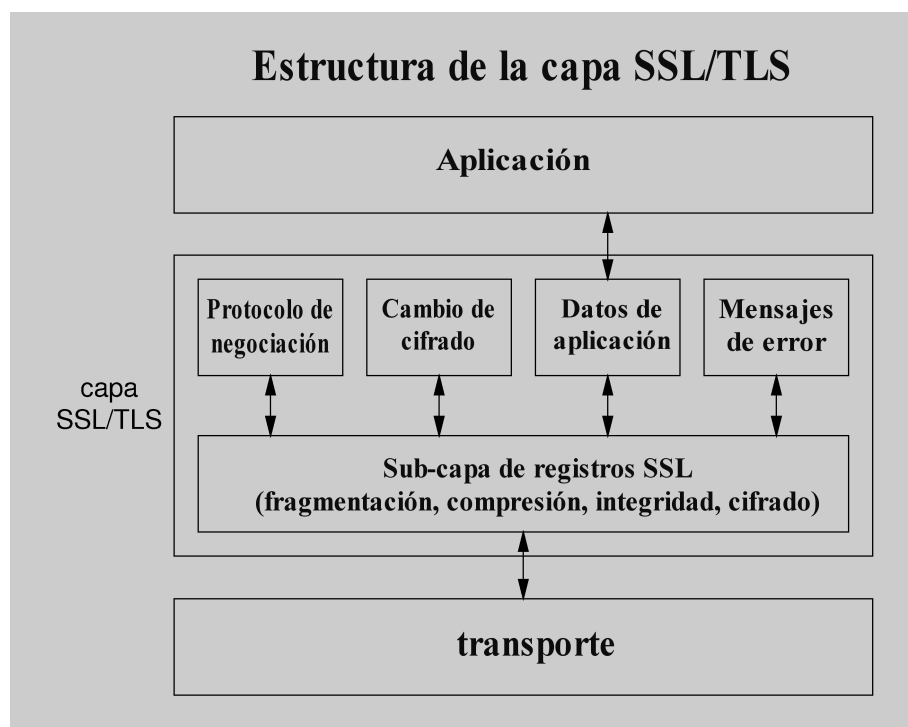 Estructura de la capa SSL/TLS
Aplicación
Protocolo de
negociación
Cambio de
cifrado
Datos de
aplicación
Mensajes
de error
capa
SSL/TLS
Sub-capa de registros SSL
(fragmentación, compresión, integridad, cifrado)
transporte